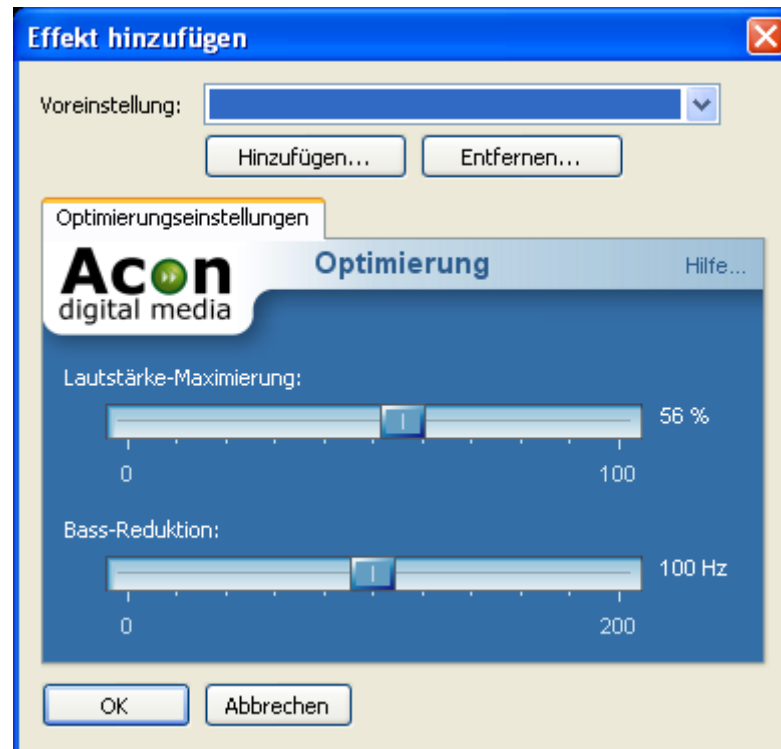 Effekt hinzufügen
Voreinstellung:
Hinzufügen... Entfernen...
Optimierungseinstellungen
Acon digital media
Optimierung
Hilfe...
Lautstärke-Maximierung:
56 %
0 100
Bass-Reduktion:
100 Hz
0 200
OK Abbrechen